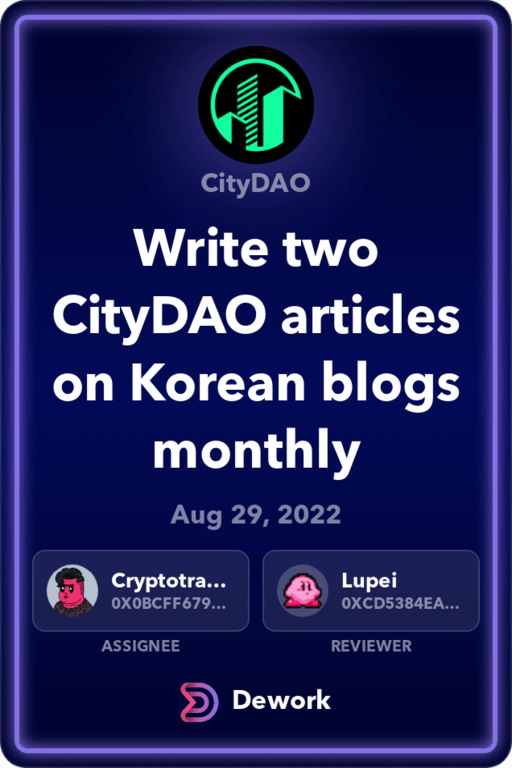 CityDAO
Write two
CityDAO articles
on Korean blogs
monthly
Aug 29, 2022
Cryptotra...
0X0BCFF679...
ASSIGNEE
Lupei
0XCD5384EA...
REVIEWER
Dework